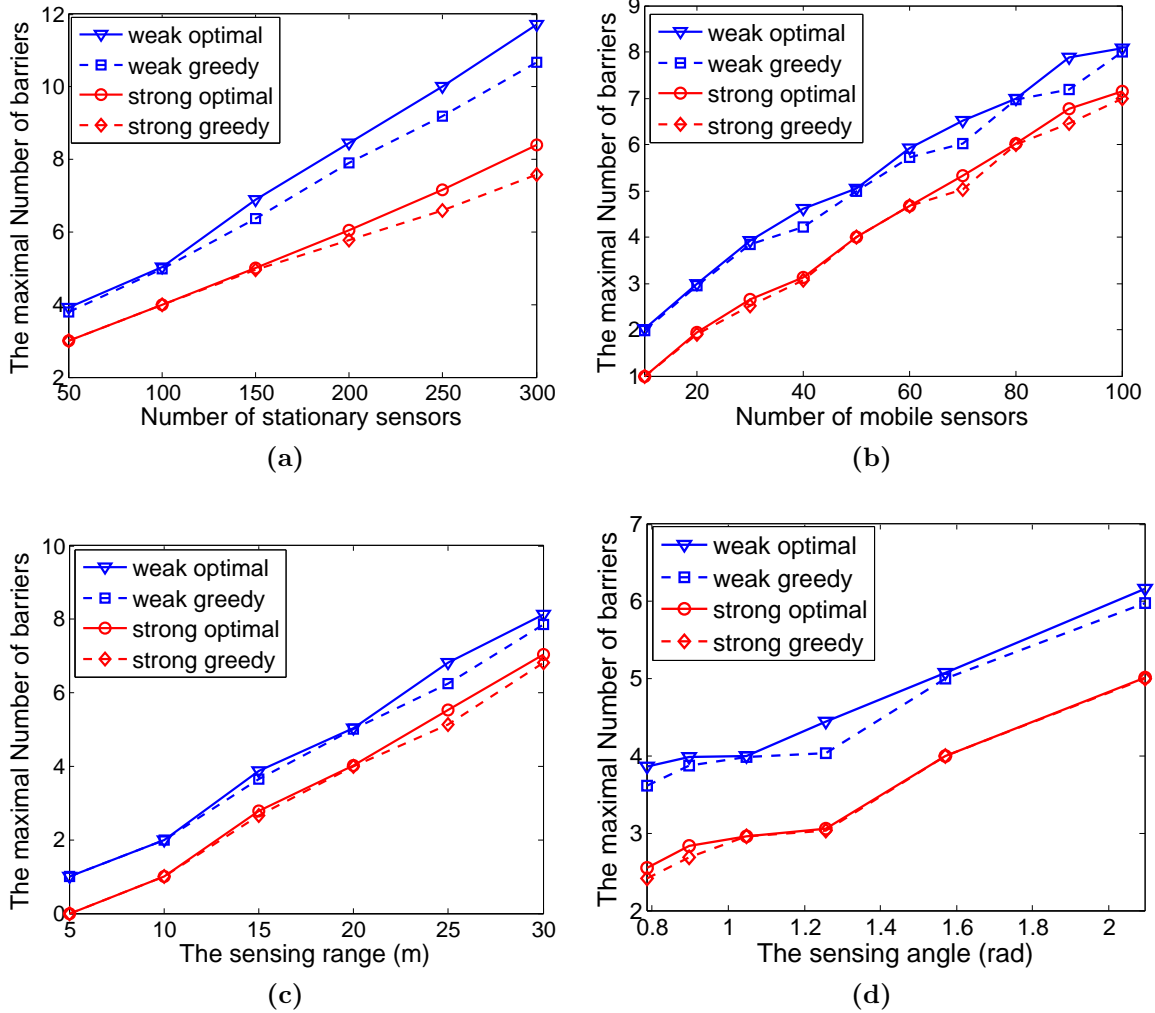 The maximal Number of barriers
12
10
8
6
4
2
weak optimal
weak greedy
strong optimal
strong greedy
50 100 150 200 250 300
Number of stationary sensors
(a)
The maximal Number of barriers
9
8
7
6
5
4
3
2
1
weak optimal
weak greedy
strong optimal
strong greedy
20 40 60 80 100
Number of mobile sensors
(b)
The maximal Number of barriers
10
8
6
4
2
0
weak optimal
weak greedy
strong optimal
strong greedy
5 10 15 20 25 30
The sensing range (m)
(c)
The maximal Number of barriers
7
6
5
4
3
2
weak optimal
weak greedy
strong optimal
strong greedy
0.8 1 1.2 1.4 1.6 1.8 2
The sensing angle (rad)
(d)